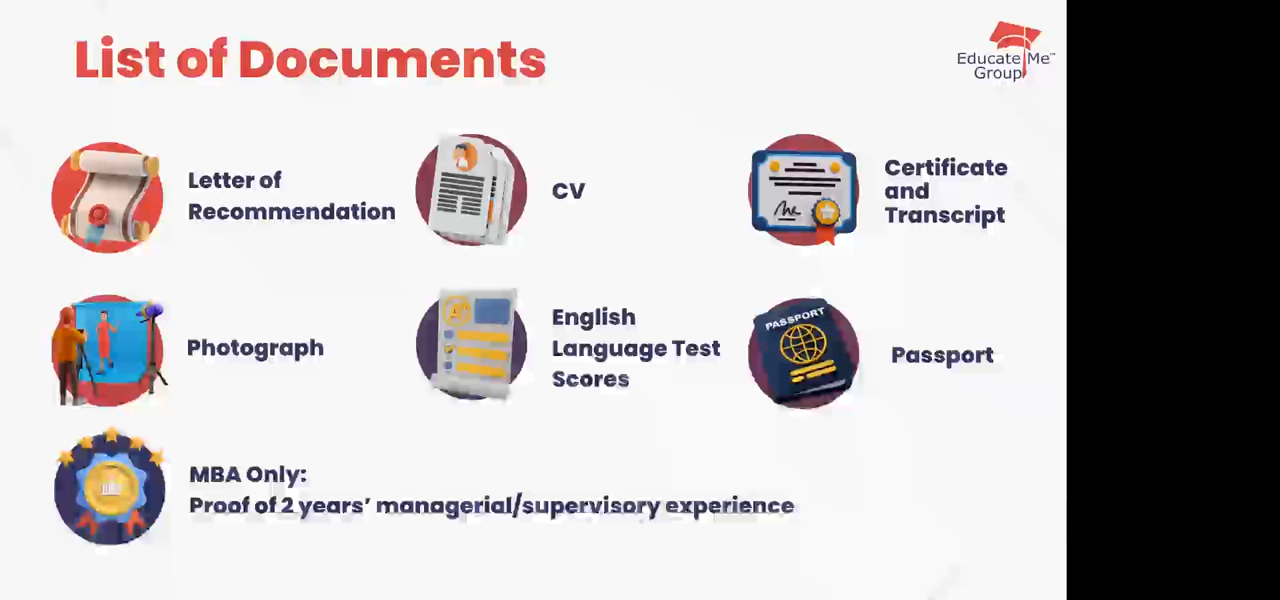 List of Documents
Educate Me™
Group
Letter of
Recommendation
CV
Certificate
and
Transcript
Photograph
English
Language Test
Scores
PASSPORT
Passport
MBA Only:
Proof of 2 years’ managerial/supervisory experience